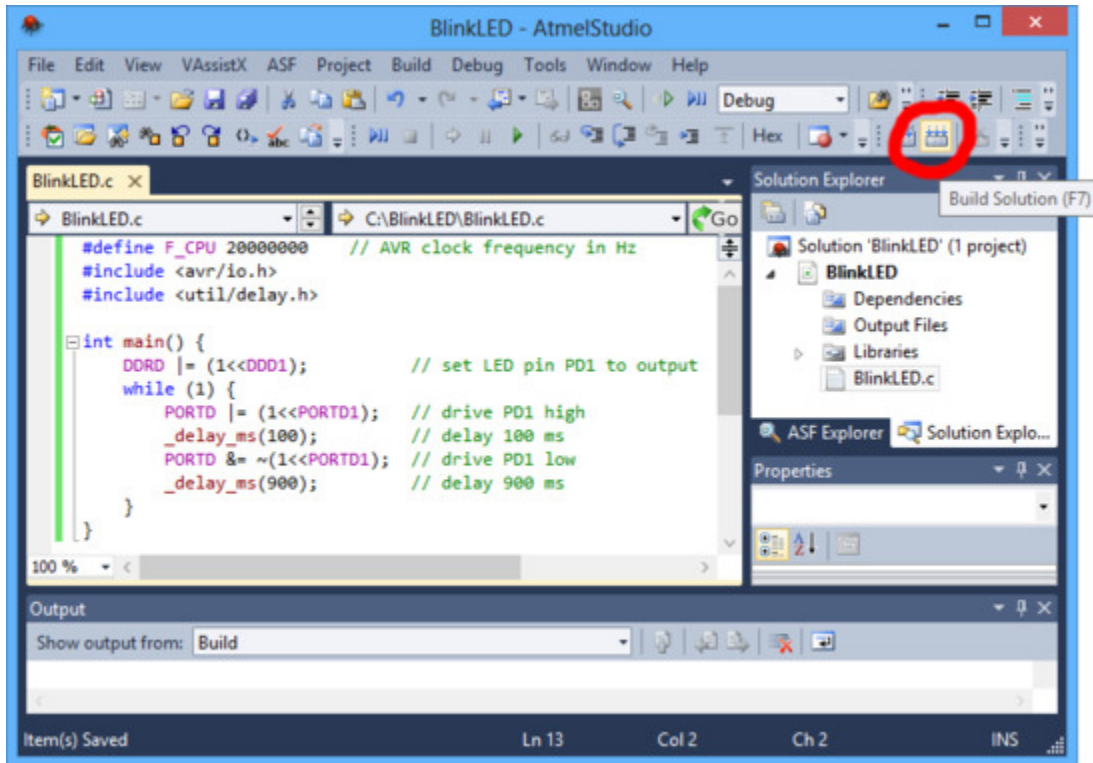 BlinkLED - AtmelStudio
File Edit View VAssistX ASF Project Build Debug Tools Window Help
Debug
Hex
BlinkLED.c
Solution Explorer
Build Solution (F7)
BlinkLED.c C:\BlinkLED\BlinkLED.c Go
#define F_CPU 20000000 // AVR clock frequency in Hz
#include <avr/io.h>
#include <util/delay.h>
int main() {
DDRD |= (1<<DDD1); // set LED pin PD1 to output
while (1) {
PORTD |= (1<<PORTD1); // drive PD1 high
_delay_ms(100); // delay 100 ms
PORTD &= ~(1<<PORTD1); // drive PD1 low
_delay_ms(900); // delay 900 ms
}
}
100 %
Solution 'BlinkLED' (1 project)
BlinkLED
Dependencies
Output Files
Libraries
BlinkLED.c
ASF Explorer Solution Explo...
Properties
Output
Show output from: Build
Item(s) Saved Ln 13 Col 2 Ch 2 INS